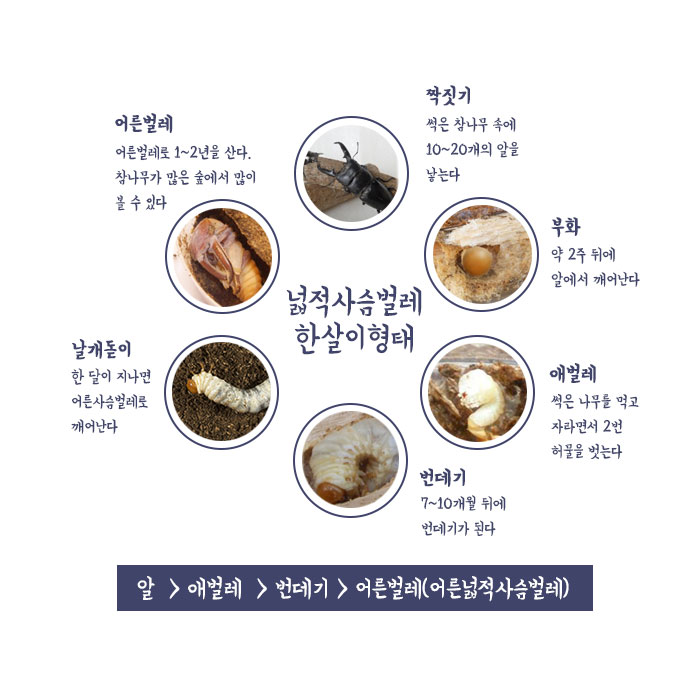 짝짓기
썩은 참나무 속에
10~20개의 알을
낳는다
부화
약 2주 뒤에
알에서 깨어난다
애벌레
썩은 나무를 먹고
자라면서 2번
허물을 벗는다
번데기
7~10개월 뒤에
번데기가 된다
날개돋이
한 달이 지나면
어른사슴벌레로
깨어난다
어른벌레
어른벌레로 1~2년을 산다.
참나무가 많은 숲에서 많이
볼 수 있다
넓적사슴벌레
한살이형태
알 > 애벌레 > 번데기 > 어른벌레(어른넓적사슴벌레)